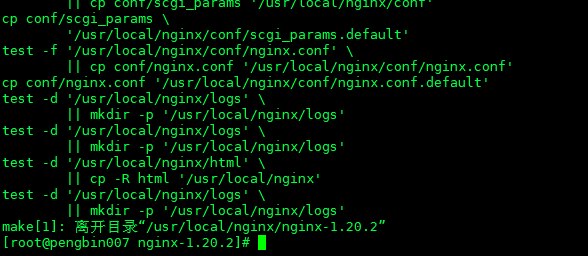 || cp conf/scgi_params '/usr/local/nginx/conf'
cp conf/scgi_params \
'/usr/local/nginx/conf/scgi_params.default'
test -f '/usr/local/nginx/conf/nginx.conf' \
|| cp conf/nginx.conf '/usr/local/nginx/conf/nginx.conf'
cp conf/nginx.conf '/usr/local/nginx/conf/nginx.conf.default'
test -d '/usr/local/nginx/logs' \
|| mkdir -p '/usr/local/nginx/logs'
test -d '/usr/local/nginx/logs' \
|| mkdir -p '/usr/local/nginx/logs'
test -d '/usr/local/nginx/html' \
|| cp -R html '/usr/local/nginx'
test -d '/usr/local/nginx/logs' \
|| mkdir -p '/usr/local/nginx/logs'
make[1]: 离开目录“/usr/local/nginx/nginx-1.20.2”
[root@pengbin007 nginx-1.20.2]#